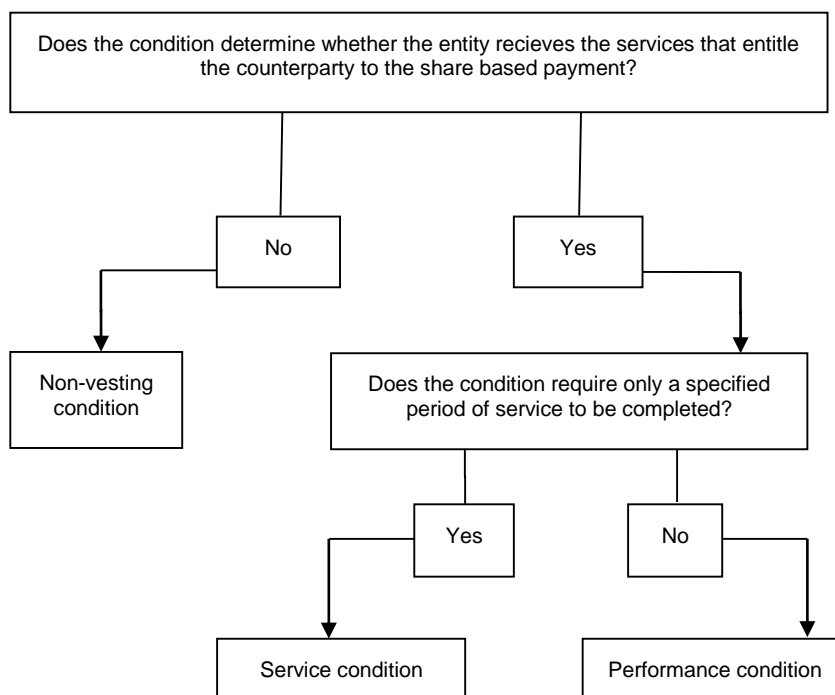 Does the condition determine whether the entity recieves the services that entitle
the counterparty to the share based payment?
No
Yes
Non-vesting
condition
Does the condition require only a specified
period of service to be completed?
Yes
No
Service condition
Performance condition